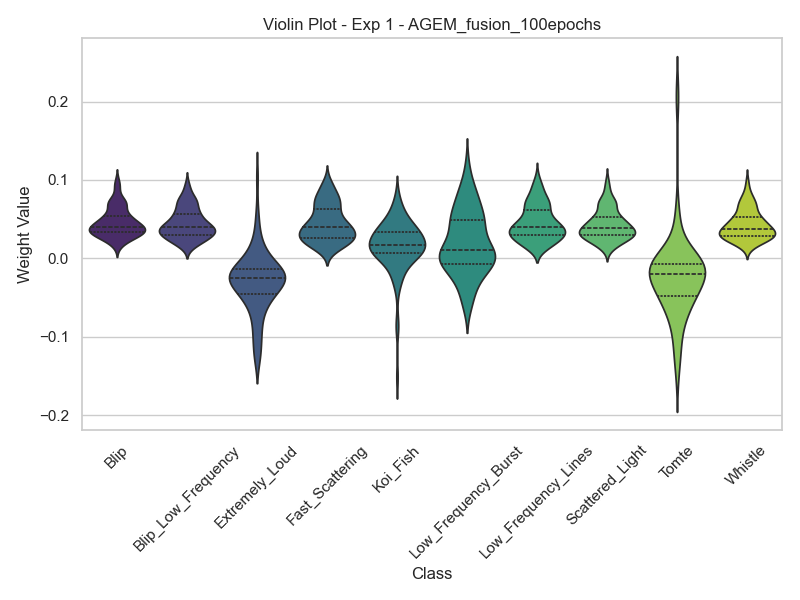 Violin Plot - Exp 1 - AGEM_fusion_100epochs
Weight Value
0.2
0.1
0.0
−0.1
−0.2
Blip
Blip_Low_Frequency
Extremely_Loud
Fast_Scattering
Koi_Fish
Low_Frequency_Burst
Low_Frequency_Lines
Scattered_Light
Tomte
Whistle
Class